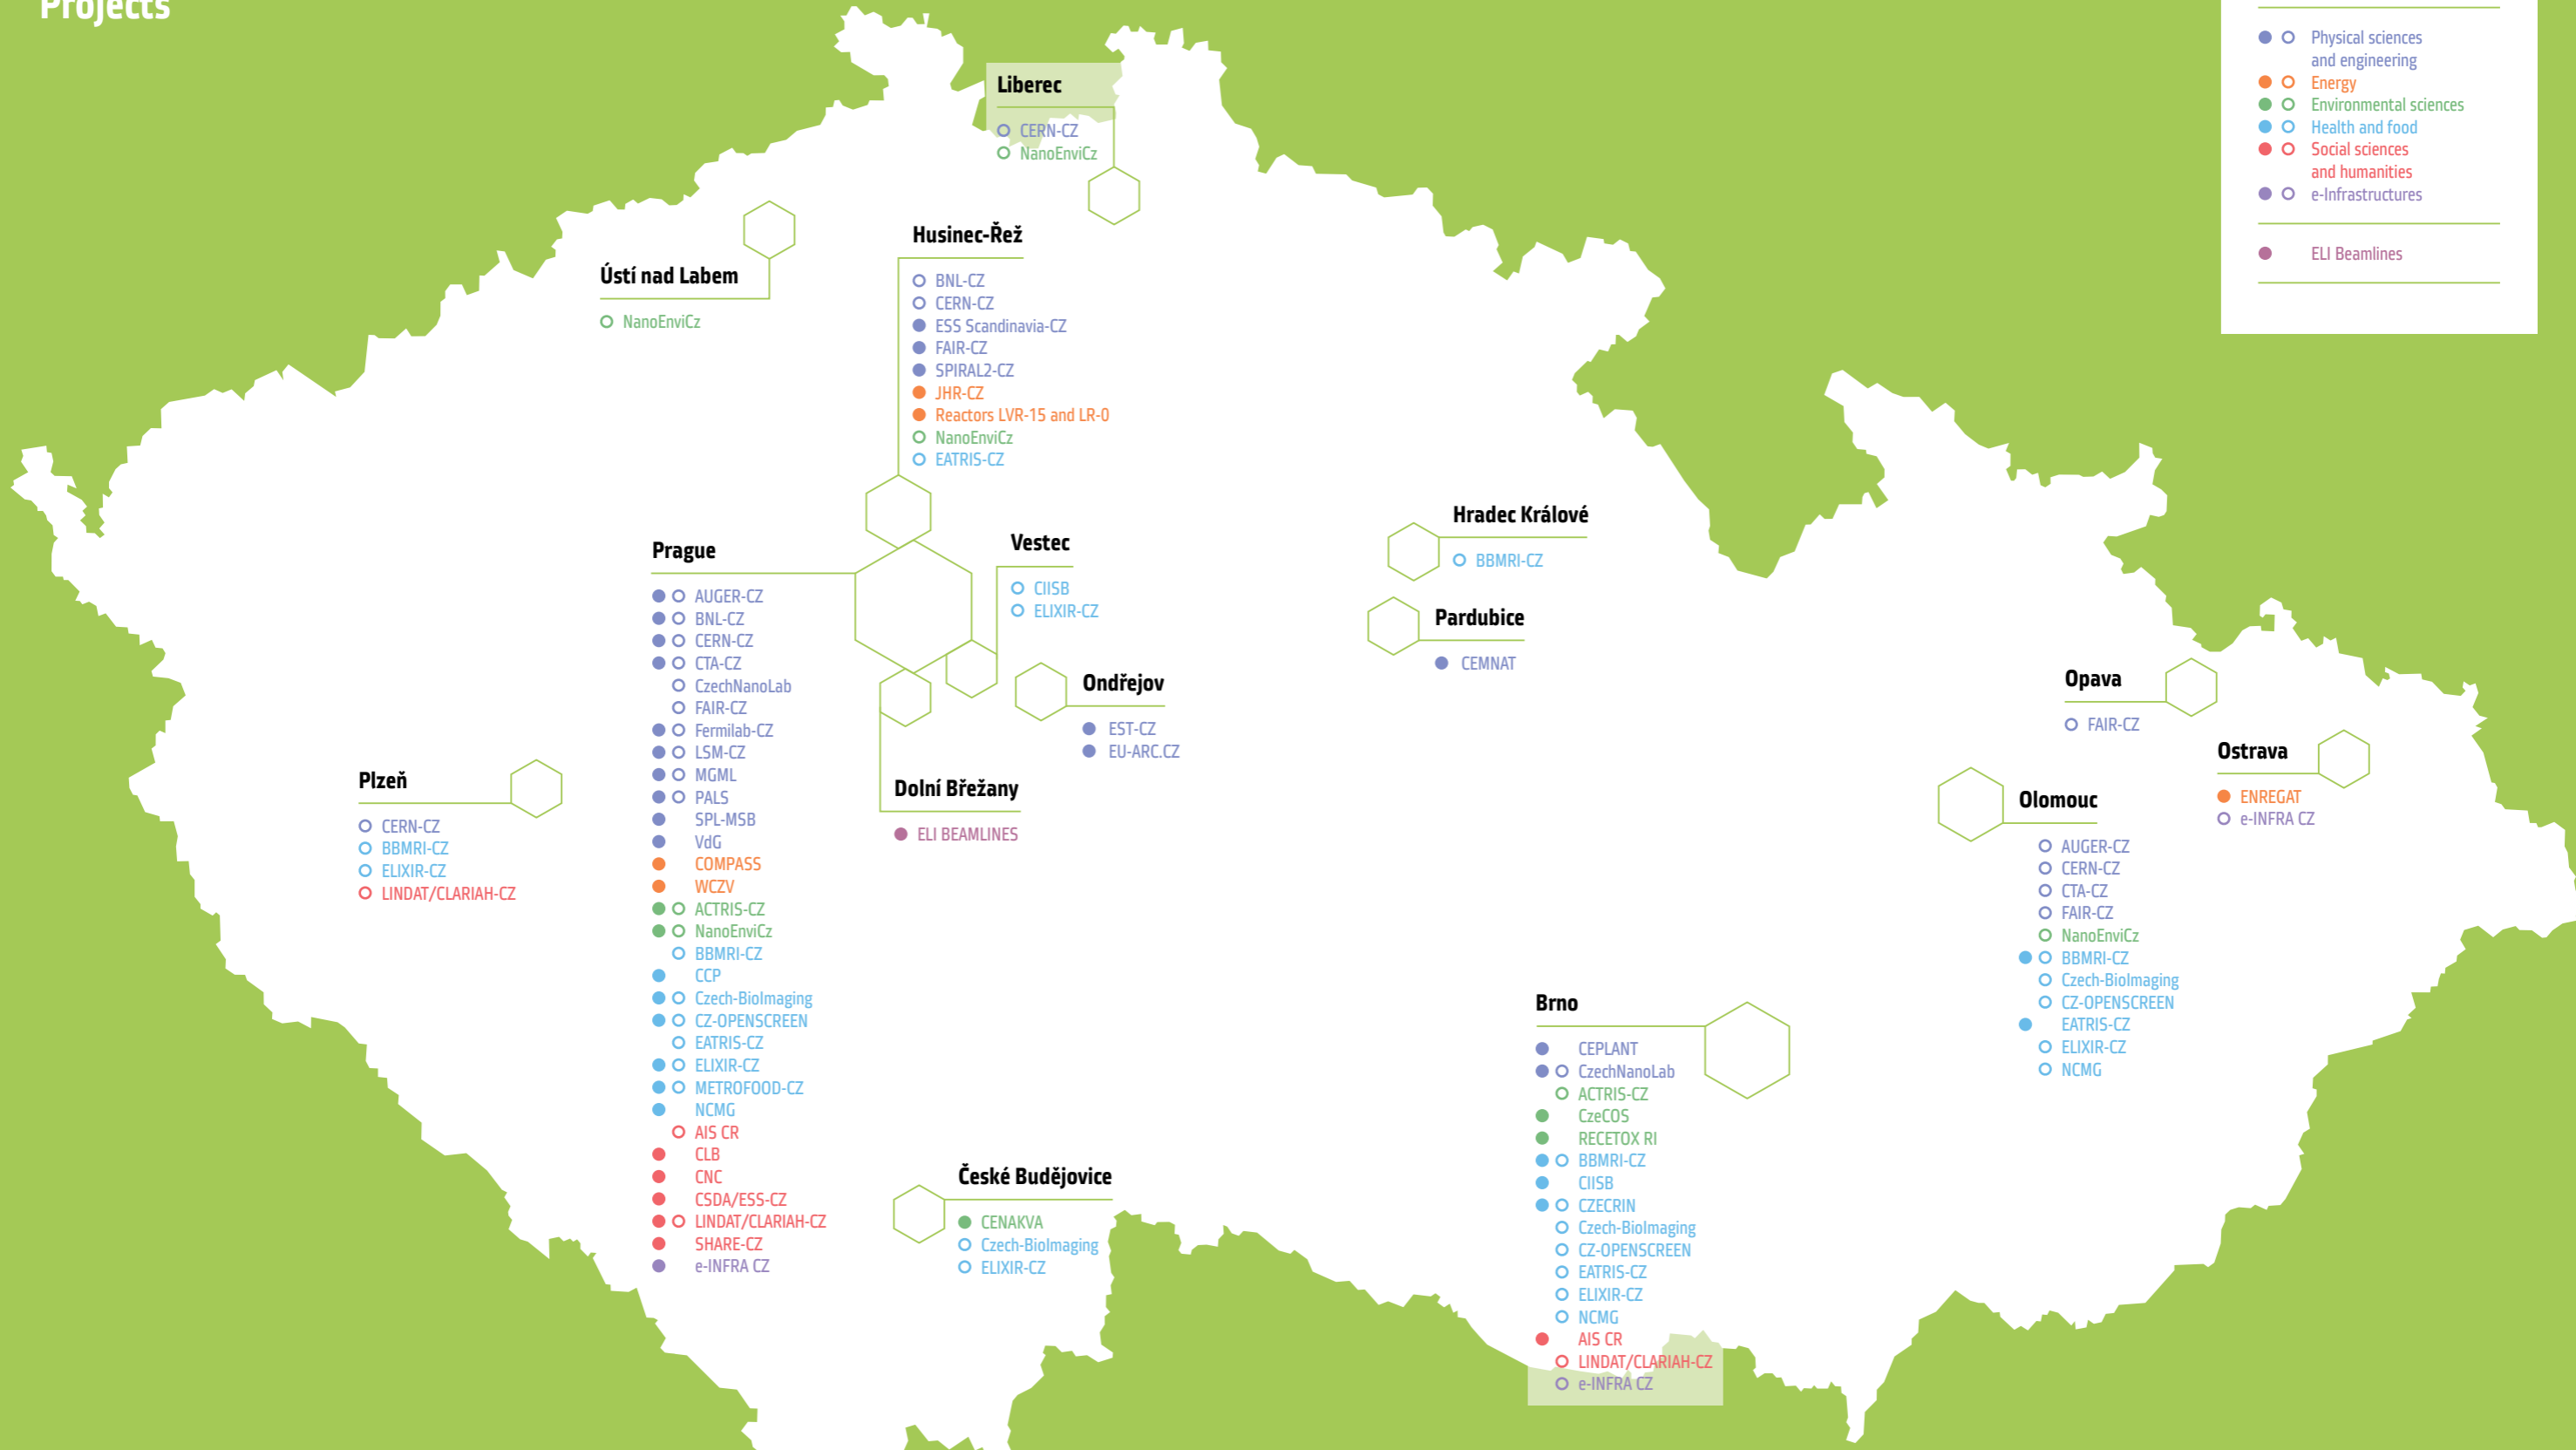 Projects
Physical sciences
and engineering
Energy
Environmental sciences
Health and food
Social sciences
and humanities
e-Infrastructures
ELI Beamlines
Liberec
CERN-CZ
NanoEnviCz
Ústí nad Labem
NanoEnviCz
Husinec-Řež
BNL-CZ
CERN-CZ
ESS Scandinavia-CZ
FAIR-CZ
SPIRAL2-CZ
JHR-CZ
Reactors LVR-15 and LR-0
NanoEnviCz
EATRIS-CZ
Prague
AUGER-CZ
BNL-CZ
CERN-CZ
CTA-CZ
CzechNanoLab
FAIR-CZ
Fermilab-CZ
LSM-CZ
MGML
PALS
SPL-MSB
VdG
COMPASS
WCZV
ACTRIS-CZ
NanoEnviCz
BBMRI-CZ
CCP
Czech-BioImaging
CZ-OPENSCREEN
EATRIS-CZ
ELIXIR-CZ
METROFOOD-CZ
NCMG
AIS CR
CLB
CNC
CSDA/ESS-CZ
LINDAT/CLARIAH-CZ
SHARE-CZ
e-INFRA CZ
Vestec
CIISB
ELIXIR-CZ
Ondřejov
EST-CZ
EU-ARC.CZ
Dolní Břežany
ELI BEAMLINES
Hradec Králové
BBMRI-CZ
Pardubice
CEMNAT
Plzeň
CERN-CZ
BBMRI-CZ
ELIXIR-CZ
LINDAT/CLARIAH-CZ
Opava
FAIR-CZ
Ostrava
ENREGAT
e-INFRA CZ
Olomouc
AUGER-CZ
CERN-CZ
CTA-CZ
FAIR-CZ
NanoEnviCz
BBMRI-CZ
Czech-BioImaging
CZ-OPENSCREEN
EATRIS-CZ
ELIXIR-CZ
NCMG
Brno
CEPLANT
CzechNanoLab
ACTRIS-CZ
CzeCOS
RECETOX RI
BBMRI-CZ
CIISB
CZECRIN
Czech-BioImaging
CZ-OPENSCREEN
EATRIS-CZ
ELIXIR-CZ
NCMG
AIS CR
LINDAT/CLARIAH-CZ
e-INFRA CZ
České Budějovice
CENAKVA
Czech-BioImaging
ELIXIR-CZ